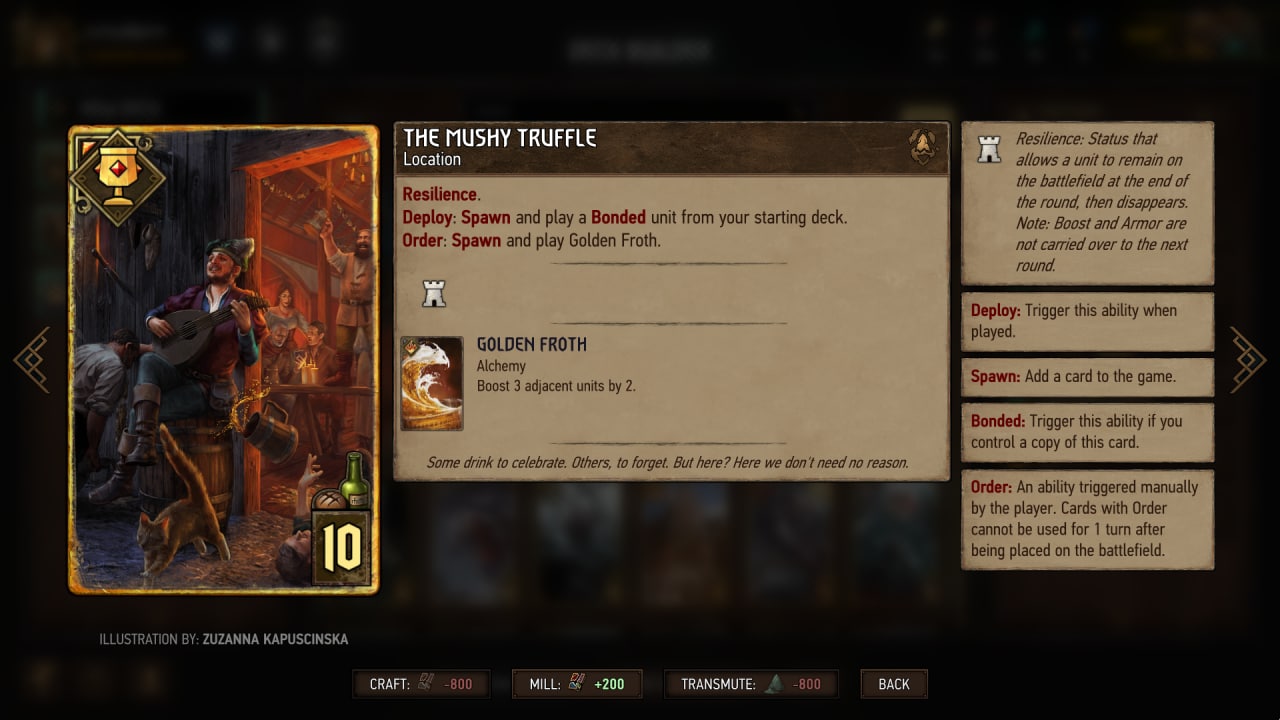 THE MUSHY TRUFFLE
Location
Resilience.
Deploy: Spawn and play a Bonded unit from your starting deck.
Order: Spawn and play Golden Froth.
GOLDEN FROTH
Alchemy
Boost 3 adjacent units by 2.
Some drink to celebrate. Others, to forget. But here? Here we don't need no reason.
10
ILLUSTRATION BY: ZUZANNA KAPUSCINSKA
Resilience: Status that
allows a unit to remain on
the battlefield at the end of
the round, then disappears.
Note: Boost and Armor are
not carried over to the next
round.
Deploy: Trigger this ability when
played.
Spawn: Add a card to the game.
Bonded: Trigger this ability if you
control a copy of this card.
Order: An ability triggered manually
by the player. Cards with Order
cannot be used for 1 turn after
being placed on the battlefield.
CRAFT: -800
MILL: +200
TRANSMUTE: -800
BACK